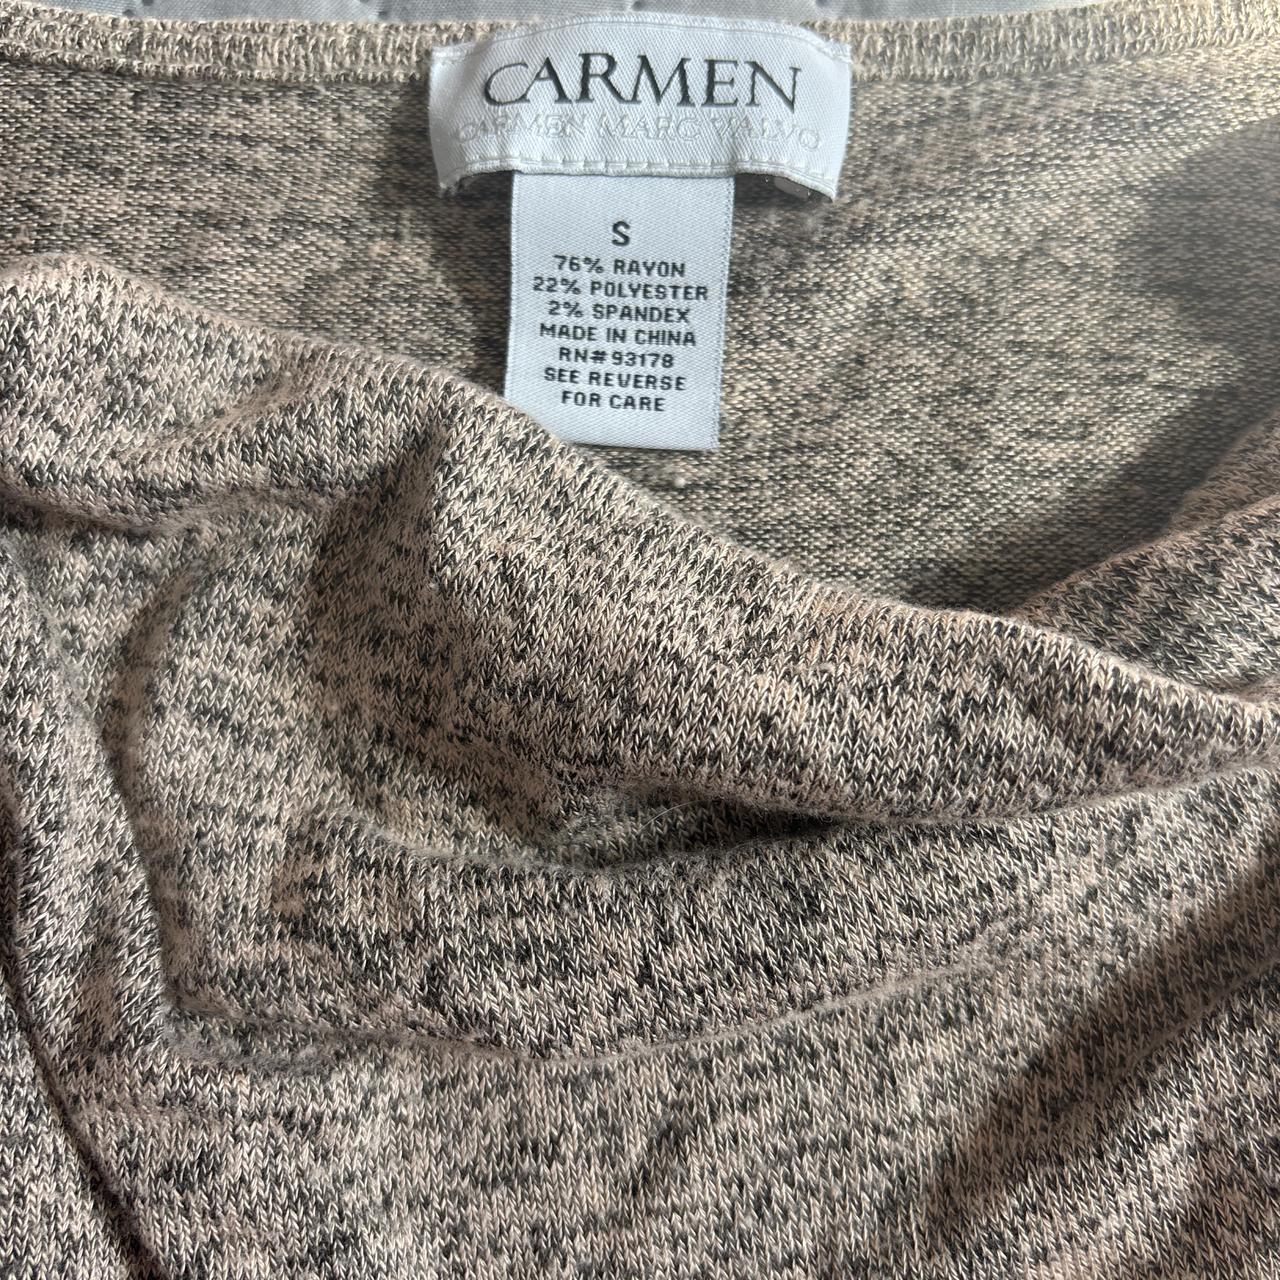 CARMEN
CARMEN MARC VALVO
S
76% RAYON
22% POLYESTER
2% SPANDEX
MADE IN CHINA
RN# 93178
SEE REVERSE
FOR CARE